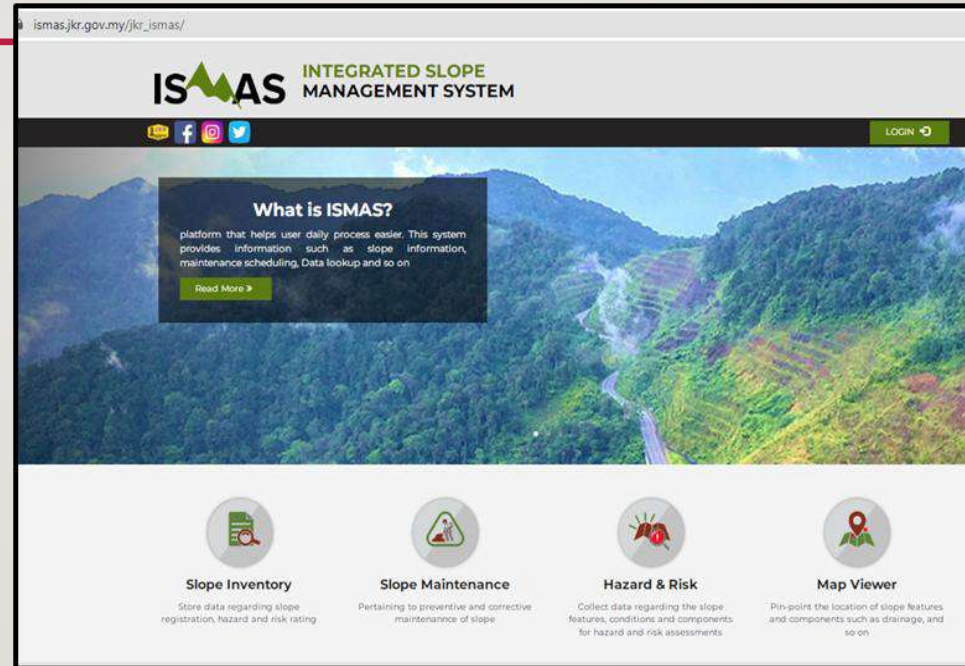 ismas.jkr.gov.my/jkr_ismas/
ISMAS
INTEGRATED SLOPE
MANAGEMENT SYSTEM
LOGIN
What is ISMAS?
platform that helps user daily process easier. This system
provides information such as slope information,
maintenance scheduling, Data lookup and so on
Read More »
Slope Inventory
Store data regarding slope
registration, hazard and risk rating
Slope Maintenance
Pertaining to preventive and corrective
maintenannce of slope
Hazard & Risk
Collect data regarding the slope
features, conditions and components
for hazard and risk assessments
Map Viewer
Pin-point the location of slope features
and components such as drainage, and
so on